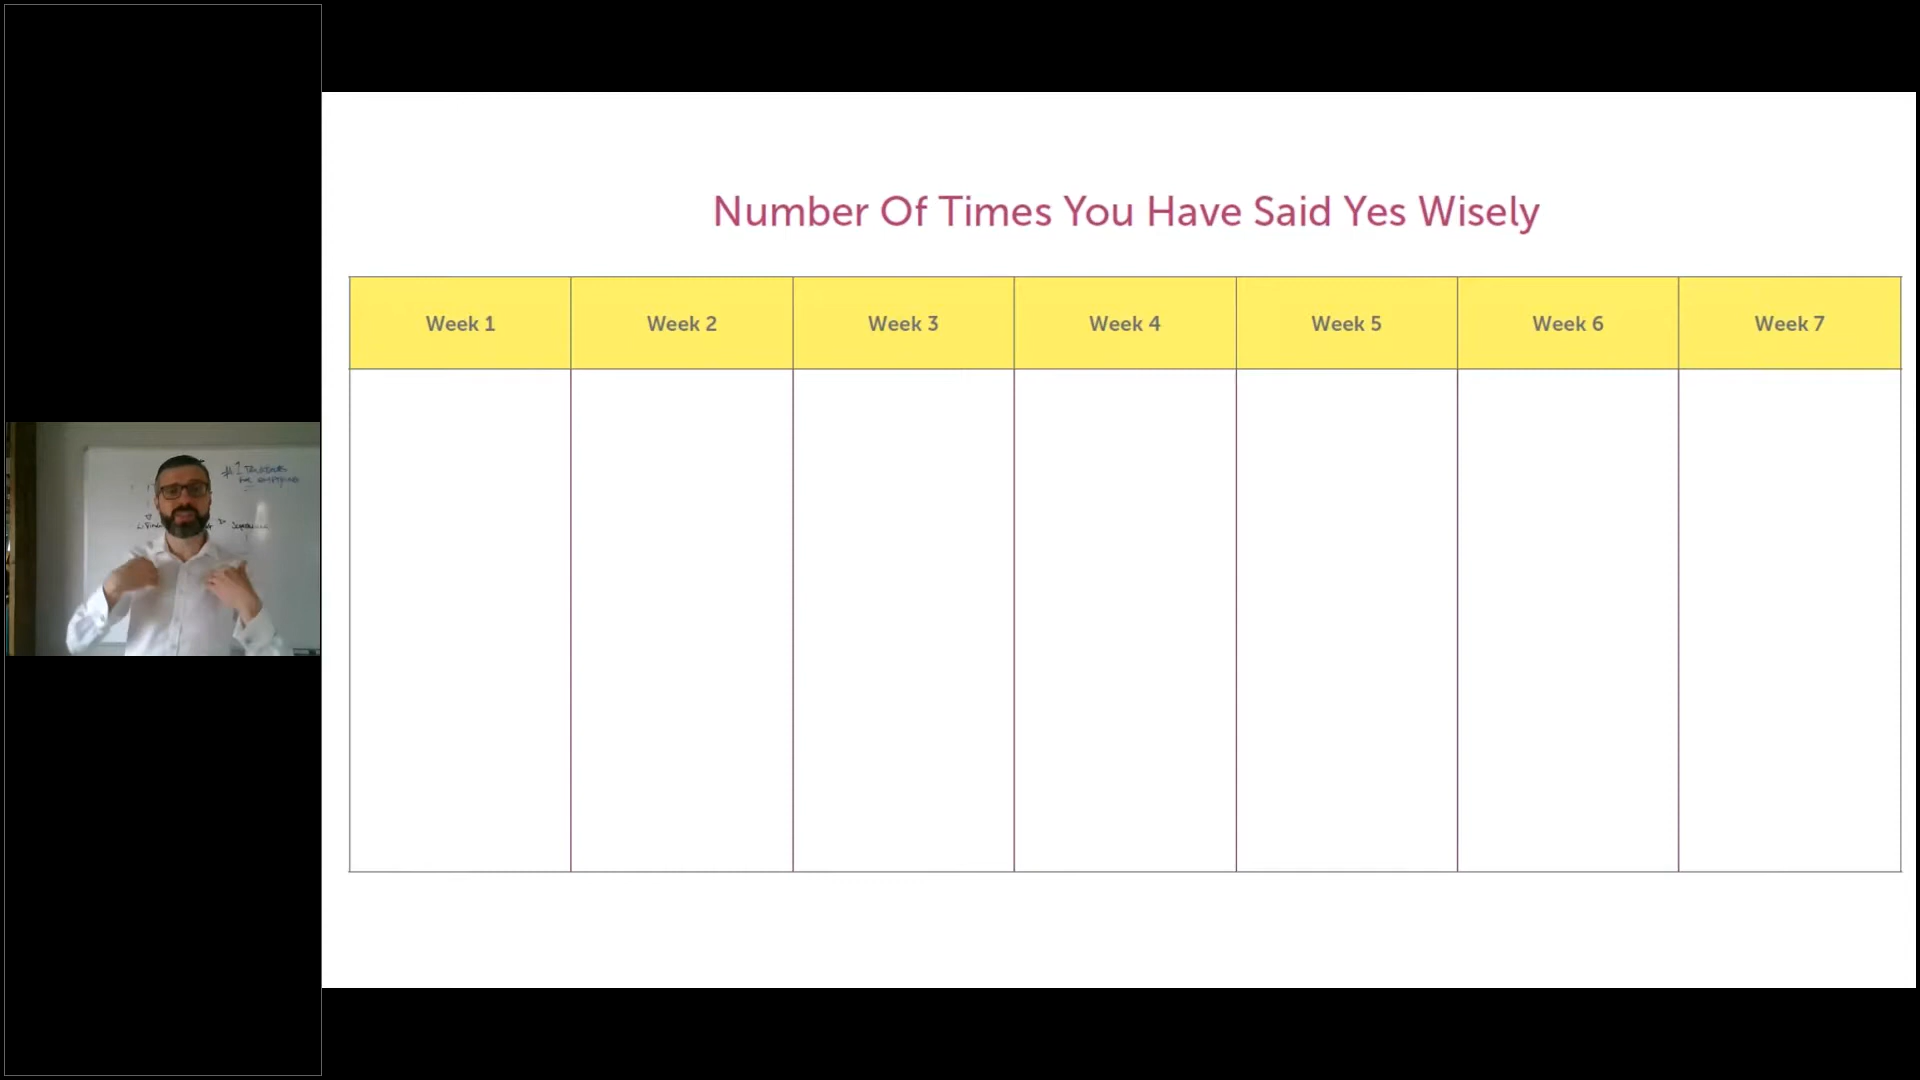 Number Of Times You Have Said Yes Wisely
Week 1
Week 2
Week 3
Week 4
Week 5
Week 6
Week 7
#1